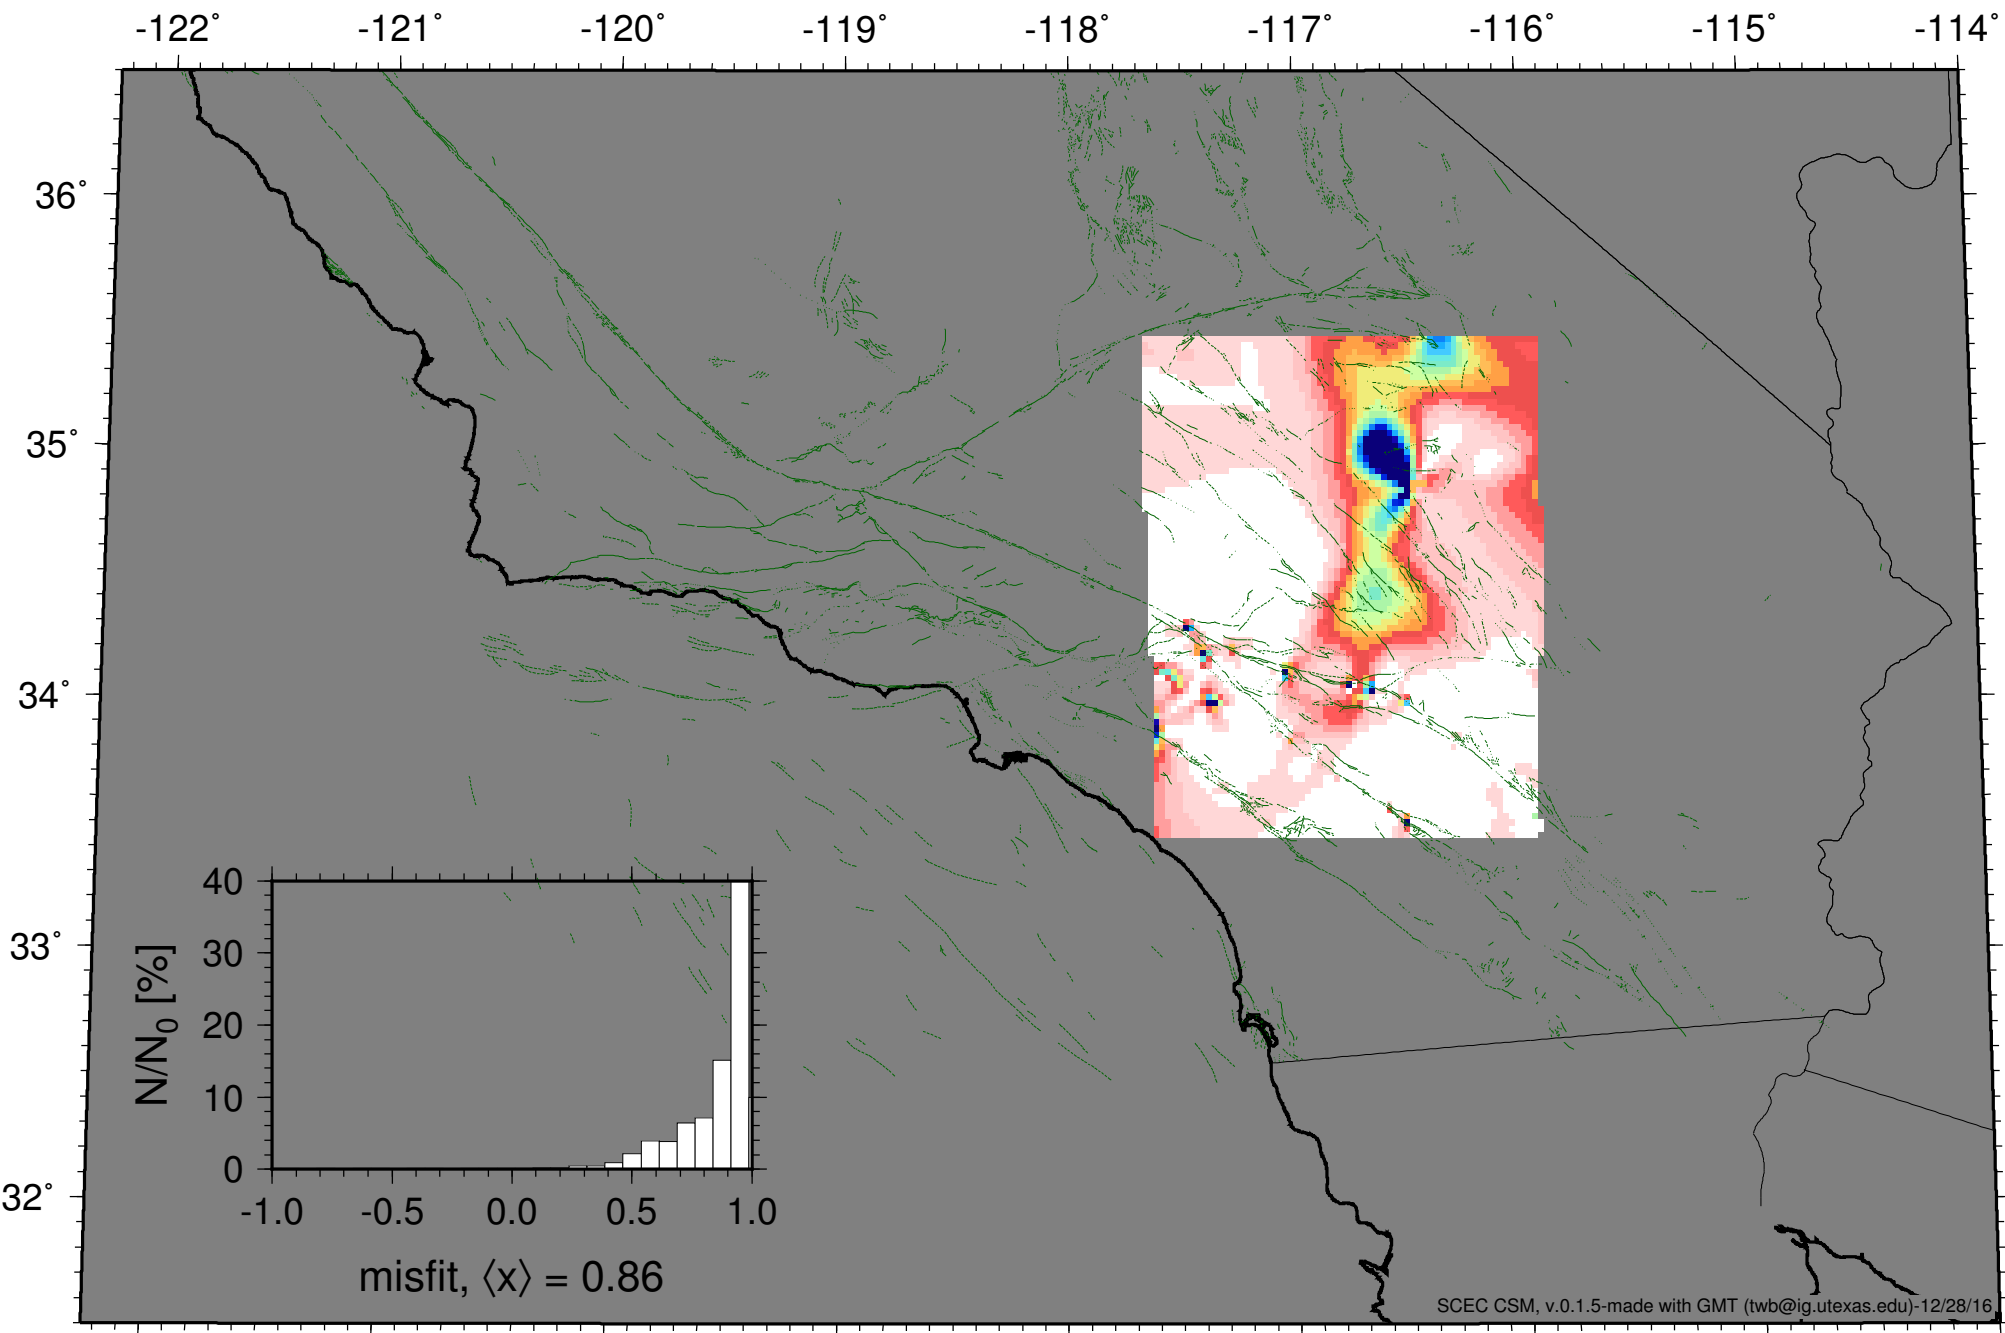 -122° -121° -120° -119° -118° -117° -116° -115° -114°
36°
35°
34°
33°
32°
40
30
20
10
0
N/N₀ [%]
-1.0 -0.5 0.0 0.5 1.0
misfit, ⟨x⟩ = 0.86
SCEC CSM, v.0.1.5-made with GMT (twb@ig.utexas.edu)-12/28/16